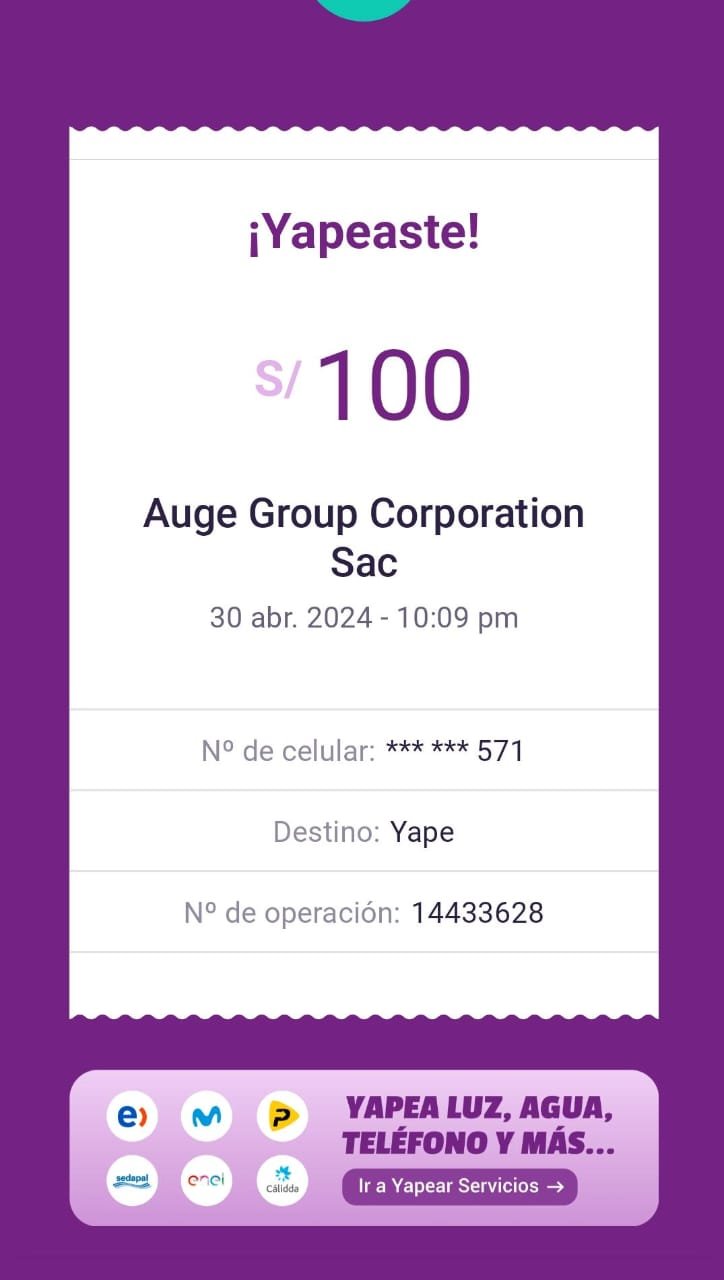 ¡Yapeaste!
S/ 100
Auge Group Corporation
Sac
30 abr. 2024 - 10:09 pm
Nº de celular: *** *** 571
Destino: Yape
Nº de operación: 14433628
e)
P
sedapal
enel
Cálidda
YAPEA LUZ, AGUA,
TELÉFONO Y MÁS...
Ir a Yapear Servicios →